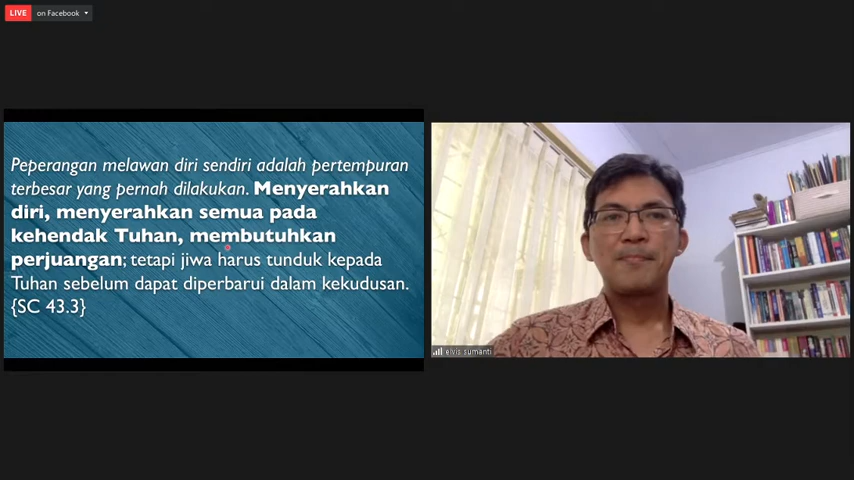 LIVE on Facebook
Peperangan melawan diri sendiri adalah pertempuran
terbesar yang pernah dilakukan. Menyerahkan
diri, menyerahkan semua pada
kehendak Tuhan, membutuhkan
perjuangan; tetapi jiwa harus tunduk kepada
Tuhan sebelum dapat diperbarui dalam kekudusan.
{SC 43.3}
elvis sumanti